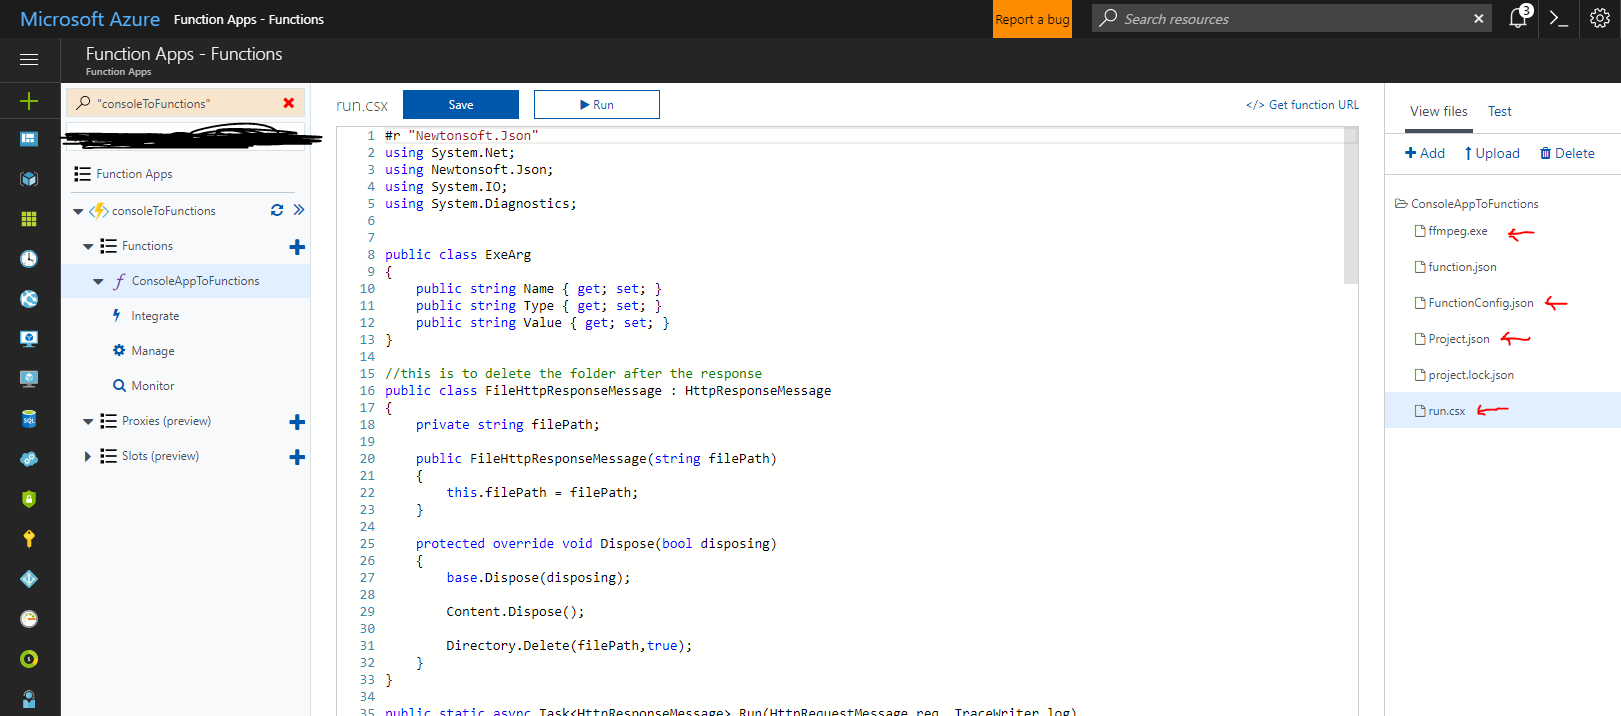 Microsoft Azure Function Apps - Functions
Report a bug
Search resources
3
Function Apps - Functions
Function Apps
"consoleToFunctions"
Function Apps
consoleToFunctions
Functions
ConsoleAppToFunctions
Integrate
Manage
Monitor
Proxies (preview)
Slots (preview)
SQL
run.csx
Save
Run
</> Get function URL
1 #r "Newtonsoft.Json"
2 using System.Net;
3 using Newtonsoft.Json;
4 using System.IO;
5 using System.Diagnostics;
6
7
8 public class ExeArg
9 {
10 public string Name { get; set; }
11 public string Type { get; set; }
12 public string Value { get; set; }
13 }
14
15 //this is to delete the folder after the response
16 public class FileHttpResponseMessage : HttpResponseMessage
17 {
18 private string filePath;
19
20 public FileHttpResponseMessage(string filePath)
21 {
22 this.filePath = filePath;
23 }
24
25 protected override void Dispose(bool disposing)
26 {
27 base.Dispose(disposing);
28
29 Content.Dispose();
30
31 Directory.Delete(filePath,true);
32 }
33 }
34
35 public static async Task<HttpResponseMessage> Run(HttpRequestMessage req, TraceWriter log)
View files
Test
Add
Upload
Delete
ConsoleAppToFunctions
ffmpeg.exe
function.json
FunctionConfig.json
Project.json
project.lock.json
run.csx